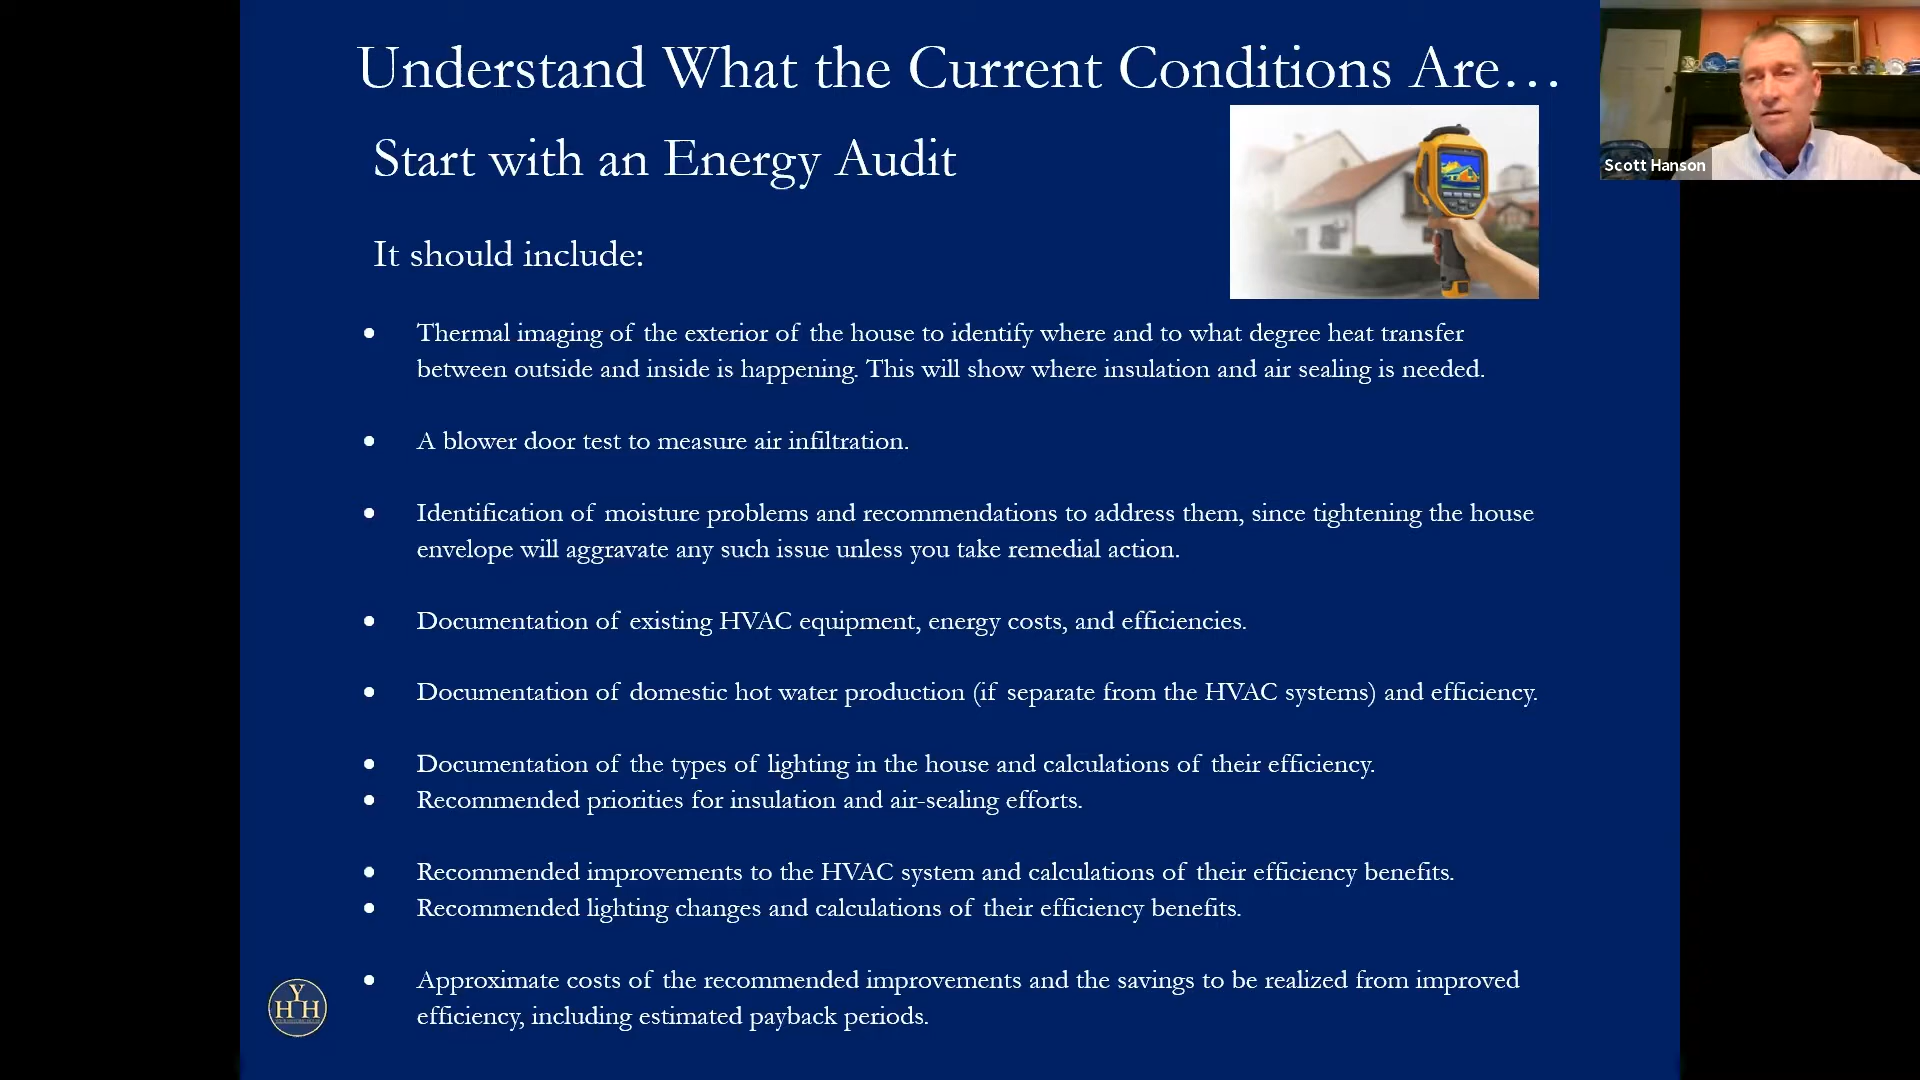 Understand What the Current Conditions Are…
Start with an Energy Audit
Scott Hanson
It should include:
• Thermal imaging of the exterior of the house to identify where and to what degree heat transfer
between outside and inside is happening. This will show where insulation and air sealing is needed.
• A blower door test to measure air infiltration.
• Identification of moisture problems and recommendations to address them, since tightening the house
envelope will aggravate any such issue unless you take remedial action.
• Documentation of existing HVAC equipment, energy costs, and efficiencies.
• Documentation of domestic hot water production (if separate from the HVAC systems) and efficiency.
• Documentation of the types of lighting in the house and calculations of their efficiency.
• Recommended priorities for insulation and air-sealing efforts.
• Recommended improvements to the HVAC system and calculations of their efficiency benefits.
• Recommended lighting changes and calculations of their efficiency benefits.
• Approximate costs of the recommended improvements and the savings to be realized from improved
efficiency, including estimated payback periods.
Y
H H